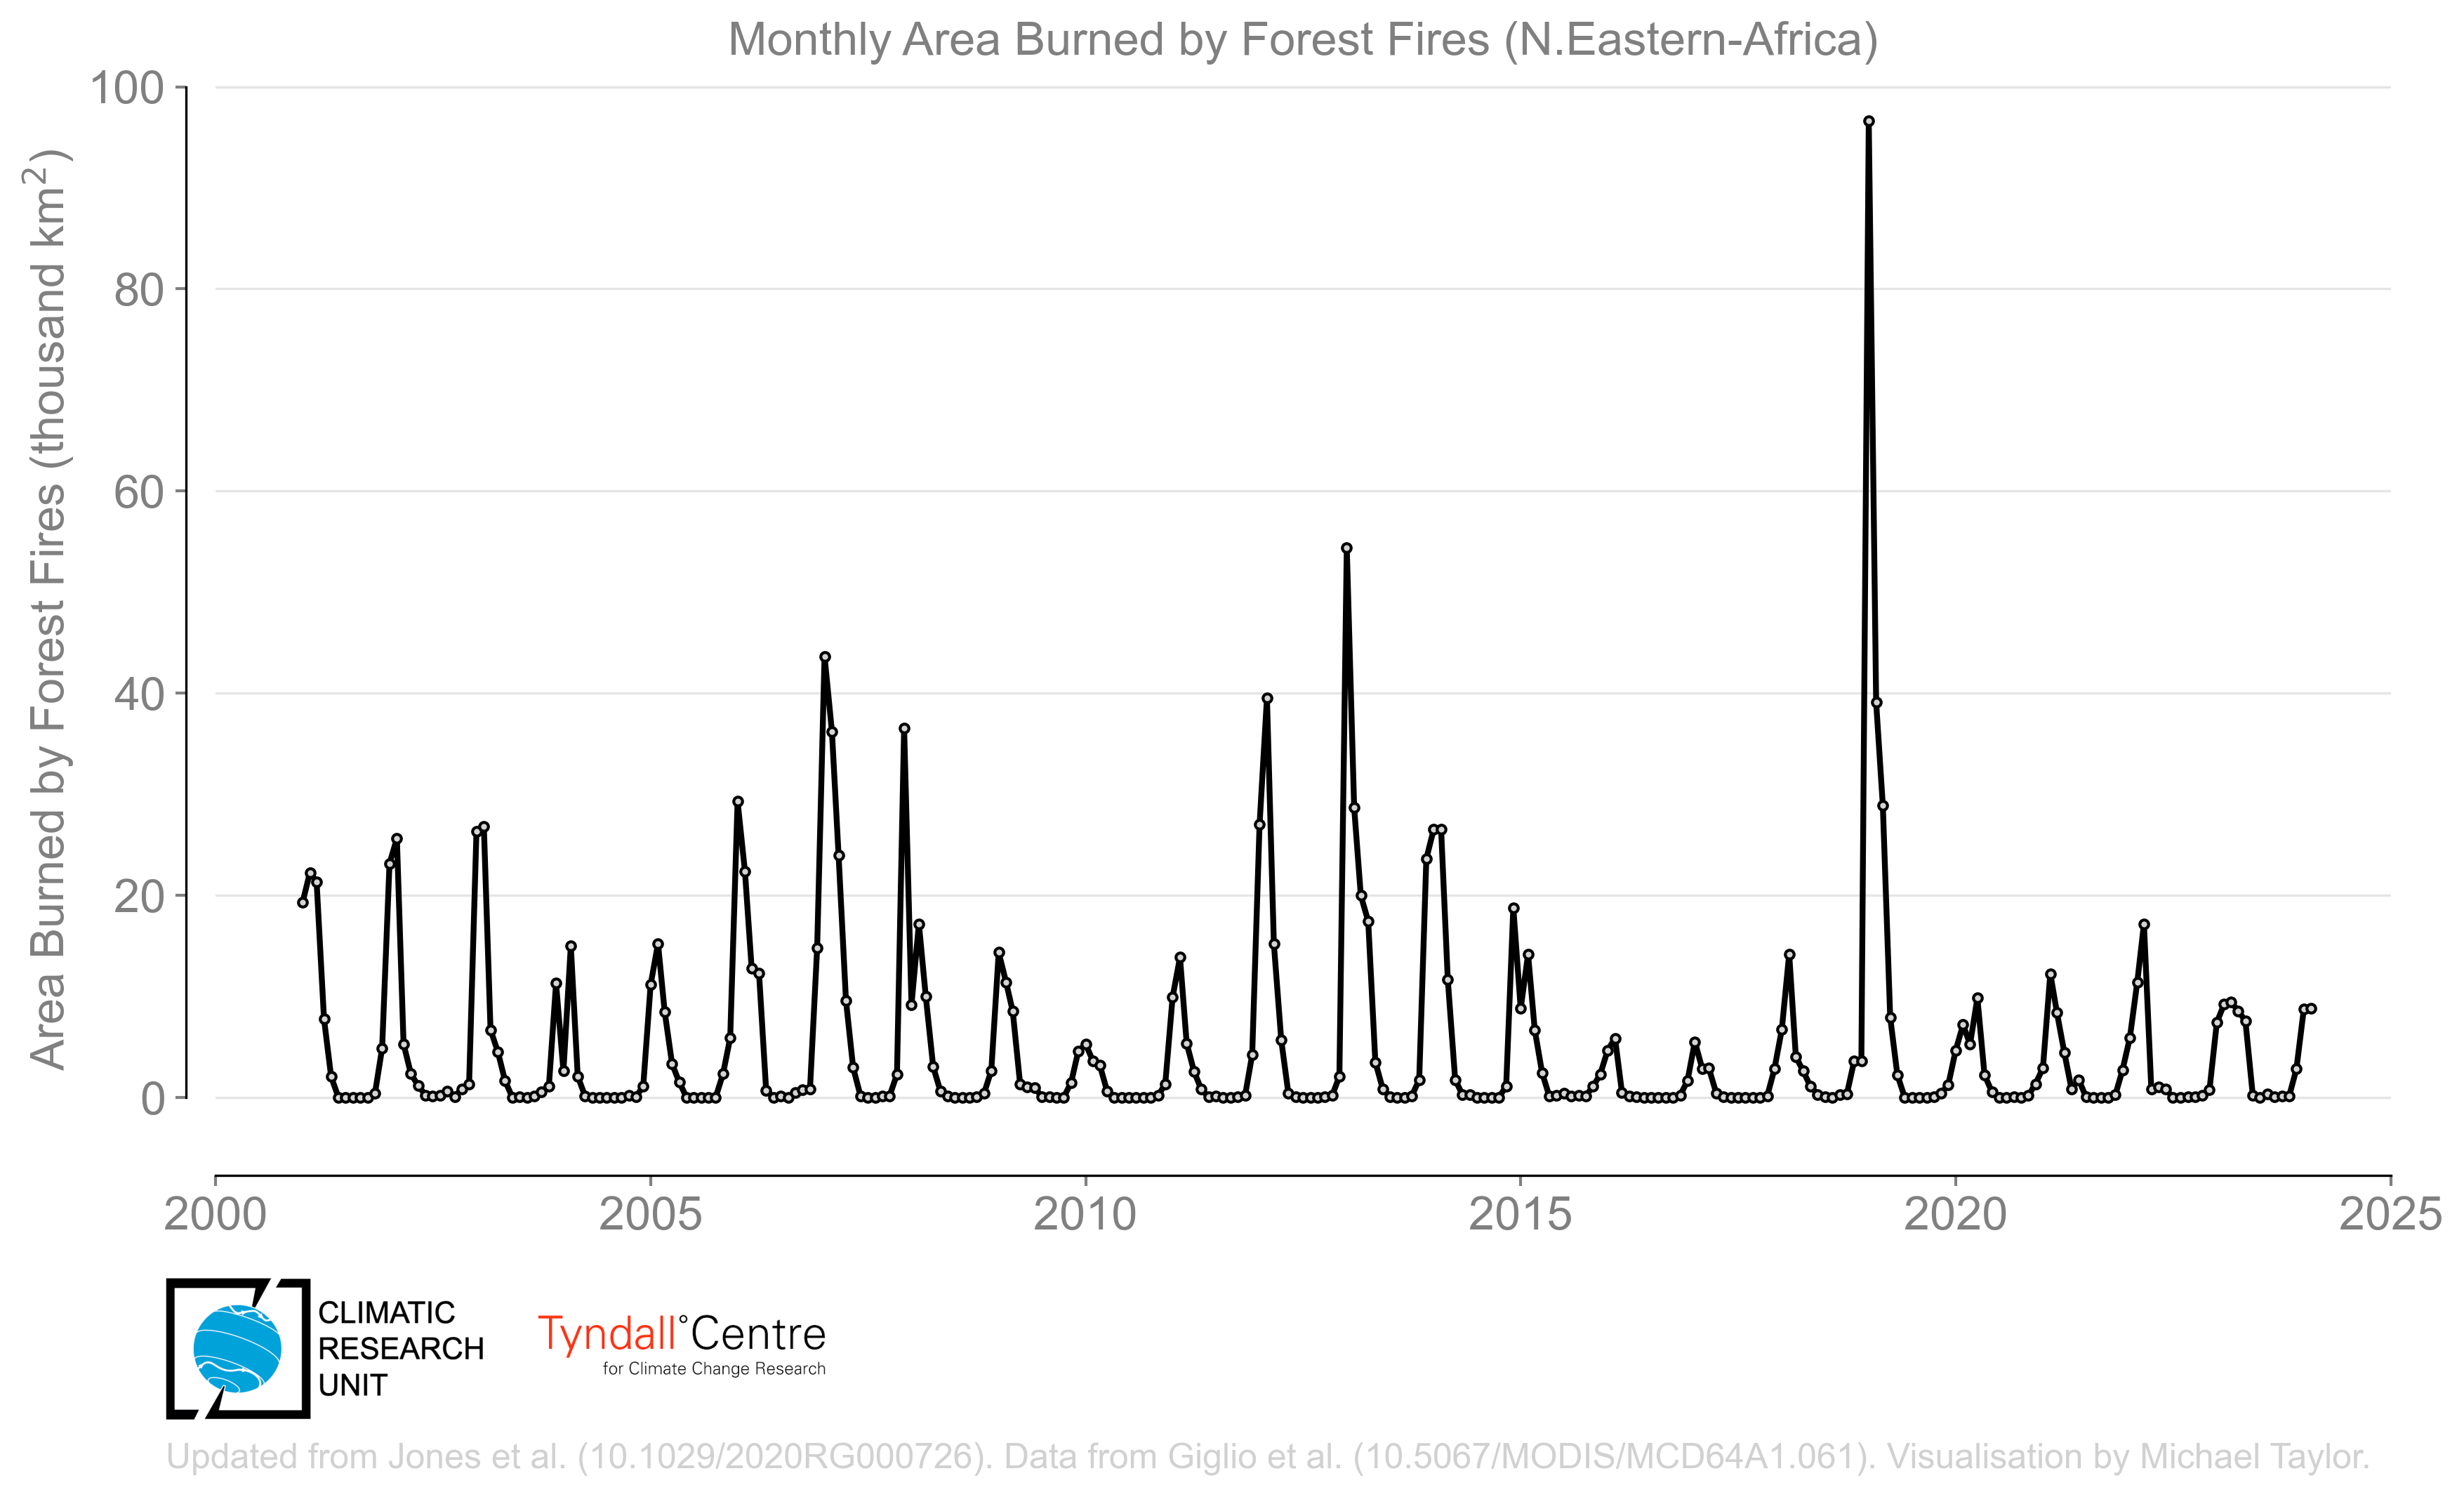 Monthly Area Burned by Forest Fires (N.Eastern-Africa)
Area Burned by Forest Fires (thousand km²)
100
80
60
40
20
0
2000 2005 2010 2015 2020 2025
CLIMATIC
RESEARCH
UNIT
Tyndall°Centre
for Climate Change Research
Updated from Jones et al. (10.1029/2020RG000726). Data from Giglio et al. (10.5067/MODIS/MCD64A1.061). Visualisation by Michael Taylor.